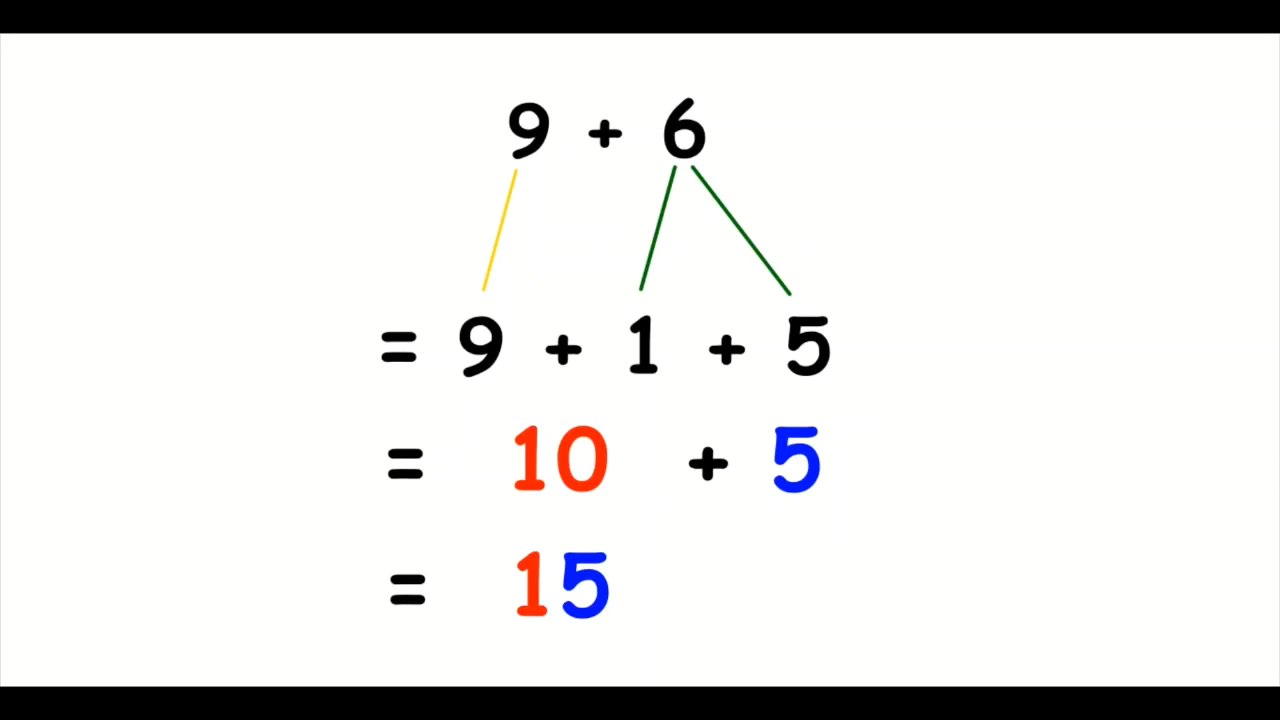 9 + 6
= 9 + 1 + 5
= 10 + 5
= 15